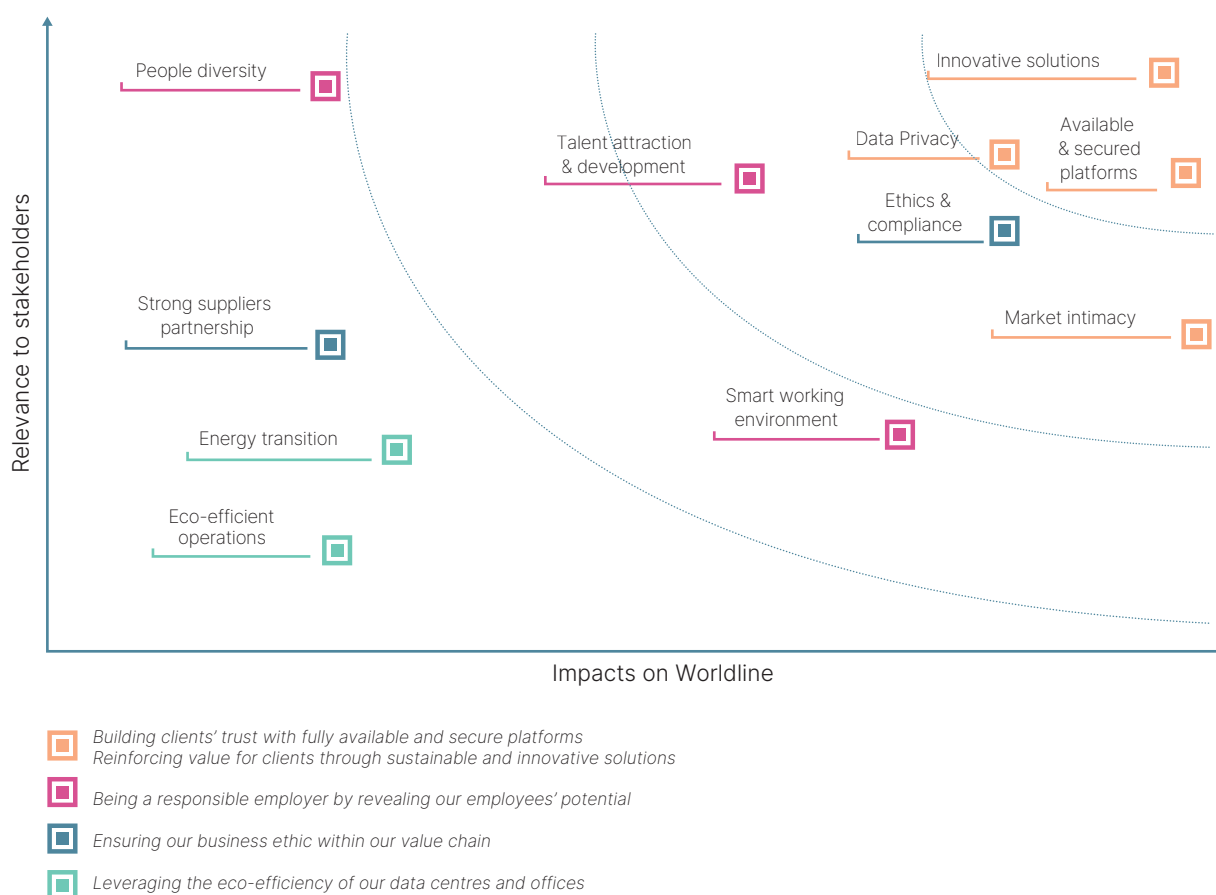 Relevance to stakeholders
People diversity
Innovative solutions
Talent attraction
& development
Data Privacy
Available
& secured
platforms
Ethics &
compliance
Strong suppliers
partnership
Market intimacy
Smart working
environment
Energy transition
Eco-efficient
operations
Impacts on Worldline
Building clients' trust with fully available and secure platforms
Reinforcing value for clients through sustainable and innovative solutions
Being a responsible employer by revealing our employees' potential
Ensuring our business ethic within our value chain
Leveraging the eco-efficiency of our data centres and offices